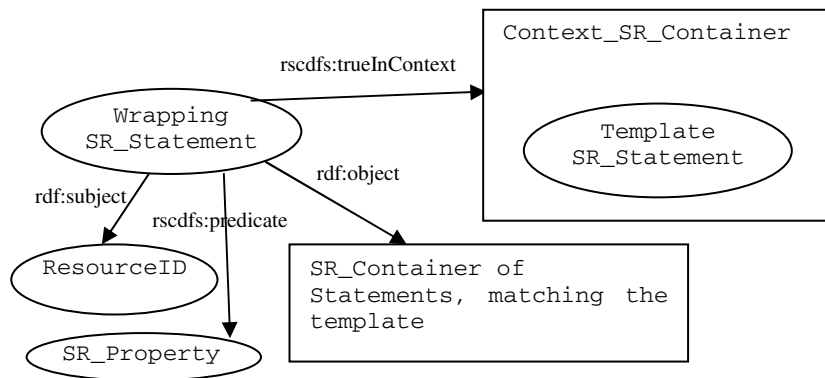 Context_SR_Container
rscdfs:trueInContext
Wrapping
SR_Statement
Template
SR_Statement
rdf:subject
rdf:object
rscdfs:predicate
ResourceID
SR_Container of
Statements, matching the
template
SR_Property